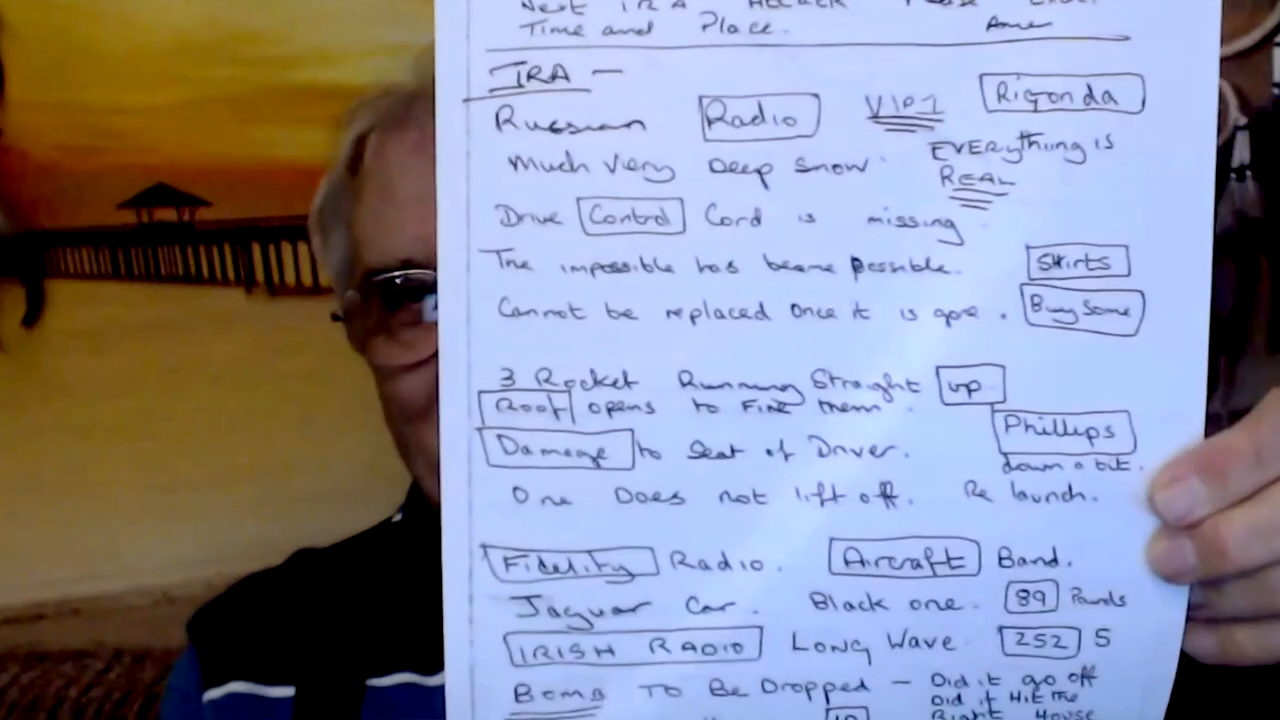 Time and Place.
IRA —
Russian Radio VIP1 Rigonda
Much very Deep Snow. EVERything is
REAL
Drive Control Cord is missing
The impossible has became possible. Skirts
Cannot be replaced once it is gone. Buy Some
3 Rocket Running Straight up
Roof opens to Fire them.
Phillips
Damage to Seat of Driver.
down a bit.
One Does not lift off. Re launch.
Fidelity Radio. Aircraft Band.
Jaguar Car. Black one. 89 Pounds
IRISH RADIO Long Wave 252 5
Bomb To Be Dropped — Did it go off
Did it Hit The
Right House